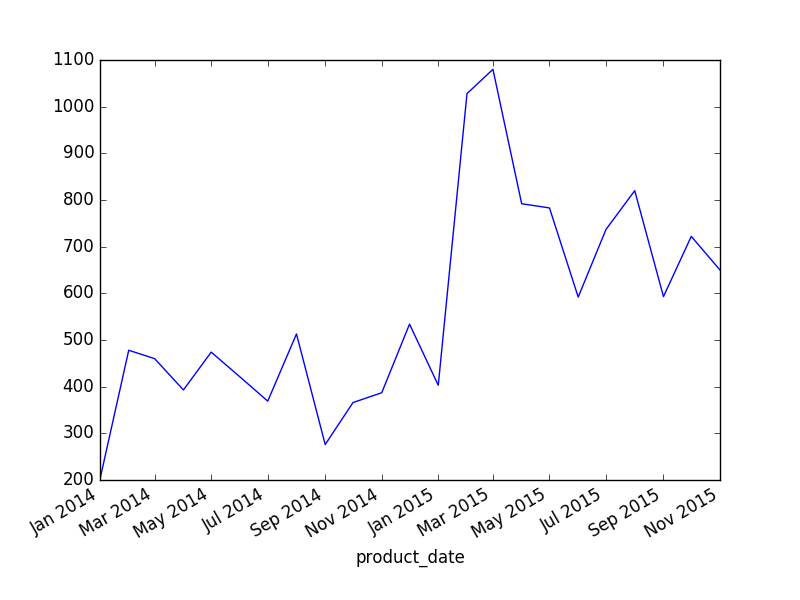 1100
1000
900
800
700
600
500
400
300
200
Jan 2014
Mar 2014
May 2014
Jul 2014
Sep 2014
Nov 2014
Jan 2015
Mar 2015
May 2015
Jul 2015
Sep 2015
Nov 2015
product_date